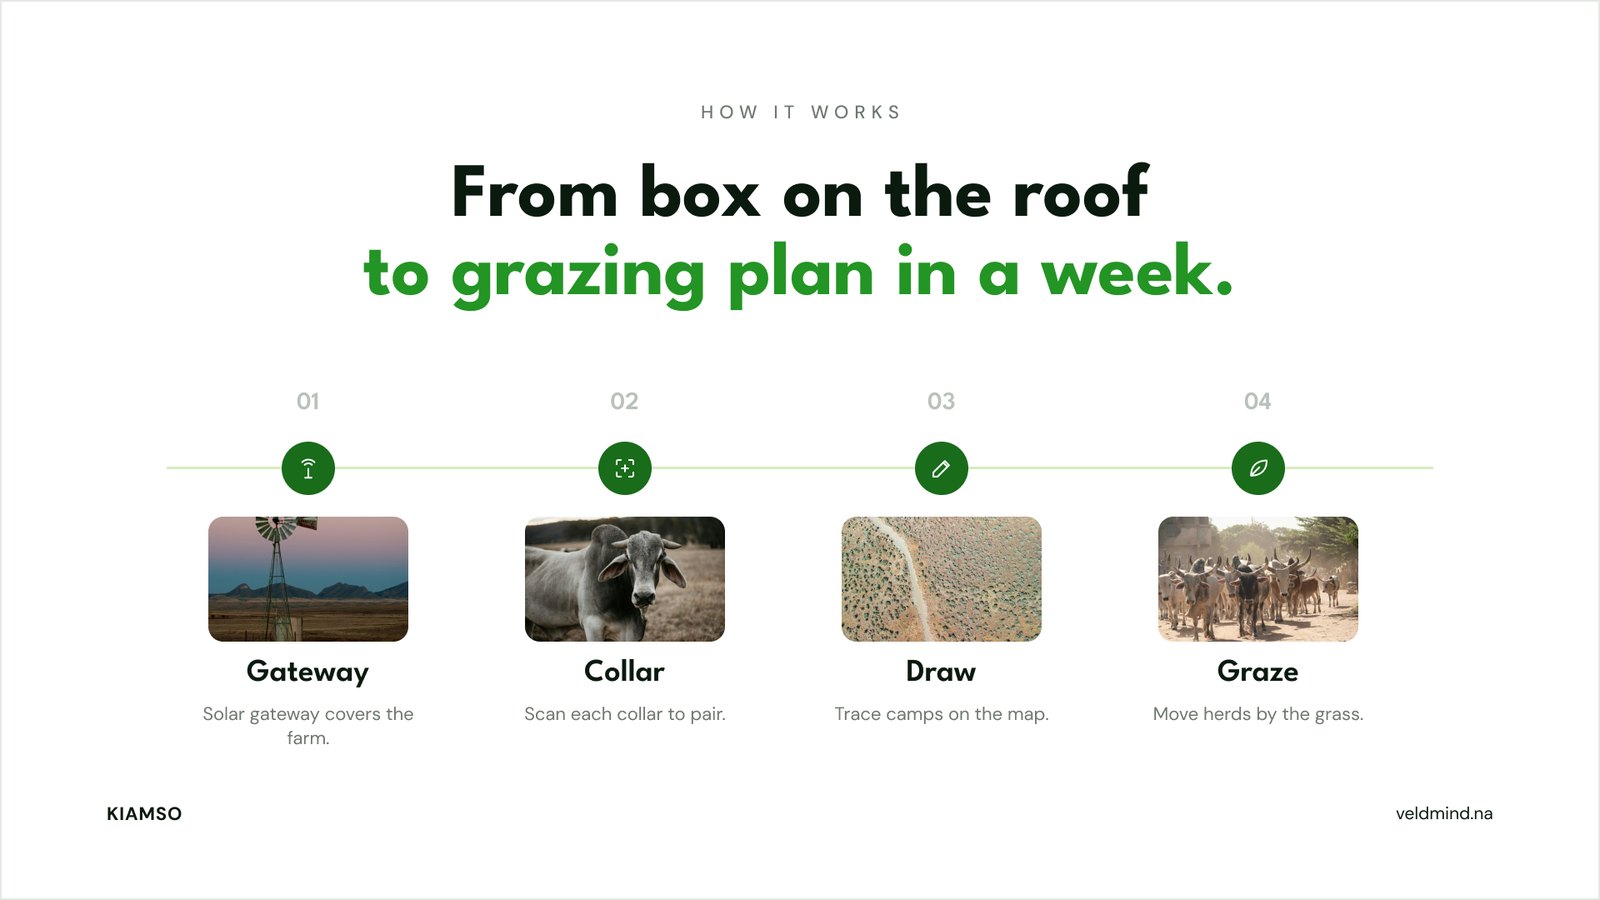 HOW IT WORKS
From box on the roof
to grazing plan in a week.
01
02
03
04
Gateway
Collar
Draw
Graze
Solar gateway covers the
farm.
Scan each collar to pair.
Trace camps on the map.
Move herds by the grass.
KIAMSO
veldmind.na